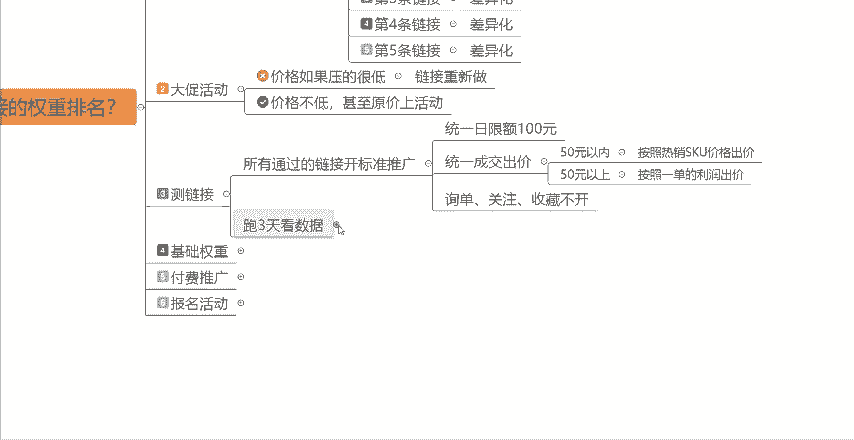 第5条链接 差异化
第4条链接 差异化
第5条链接 差异化
大促活动
价格如果压的很低 链接重新做
价格不低，甚至原价上活动
接的权重排名？
测链接
所有通过的链接开标准推广
统一日限额100元
统一成交出价
50元以内 按照热销SKU价格出价
50元以上 按照一单的利润出价
询单、关注、收藏不开
跑3天看数据
基础权重
付费推广
报名活动